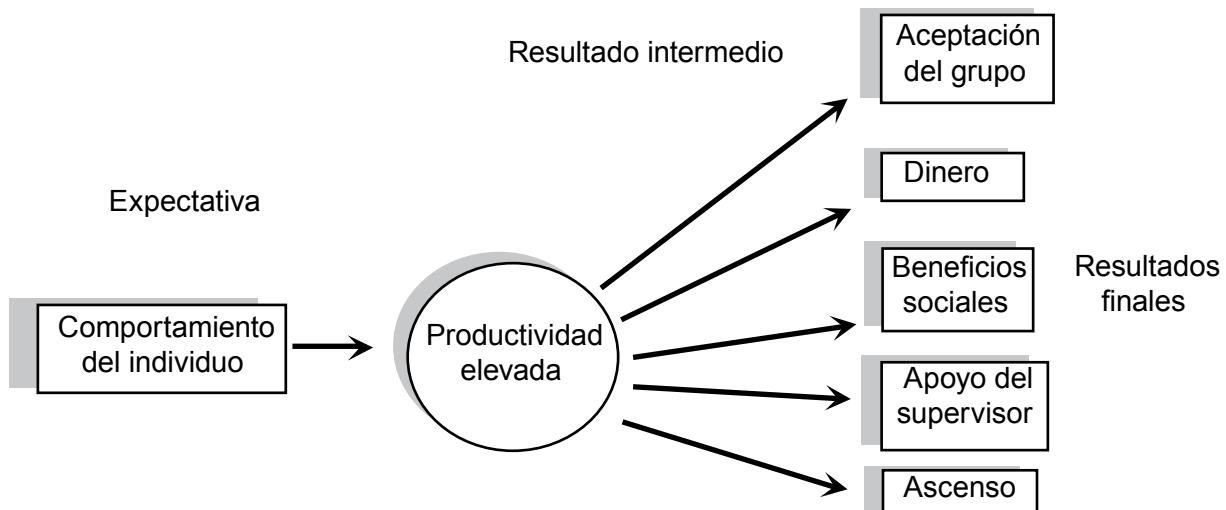 Resultado intermedio
Aceptación
del grupo
Dinero
Expectativa
Beneficios
sociales
Resultados
finales
Comportamiento
del individuo
Productividad
elevada
Apoyo del
supervisor
Ascenso